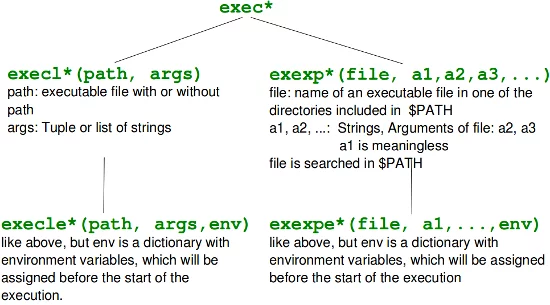 exec*
execl*(path, args)
path: executable file with or without
path
args: Tuple or list of strings
exexp*(file, a1,a2,a3,...)
file: name of an executable file in one of the
directories included in $PATH
a1, a2, ...: Strings, Arguments of file: a2, a3
a1 is meaningless
file is searched in $PATH
execle*(path, args,env)
like above, but env is a dictionary with
environment variables, which will be
assigned before the start of the
execution.
exexpe*(file, a1,...,env)
like above, but env is a dictionary with
environment variables, which will be assigned
before the start of the execution